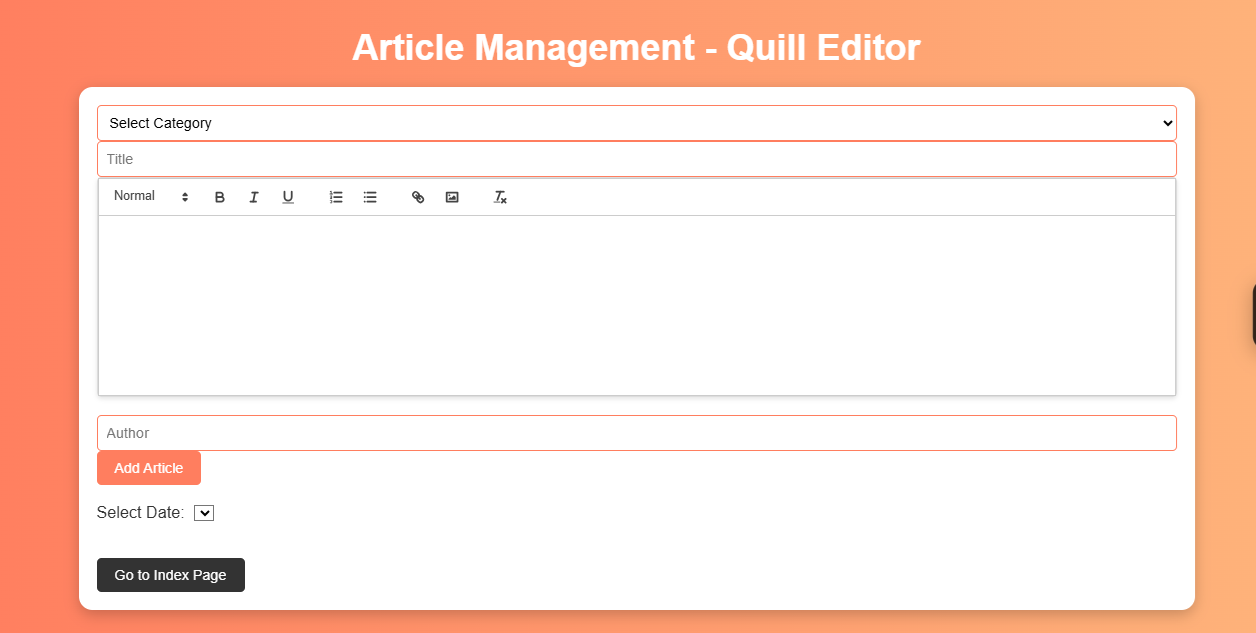 Article Management - Quill Editor
Select Category
Title
Normal
Author
Add Article
Select Date:
Go to Index Page